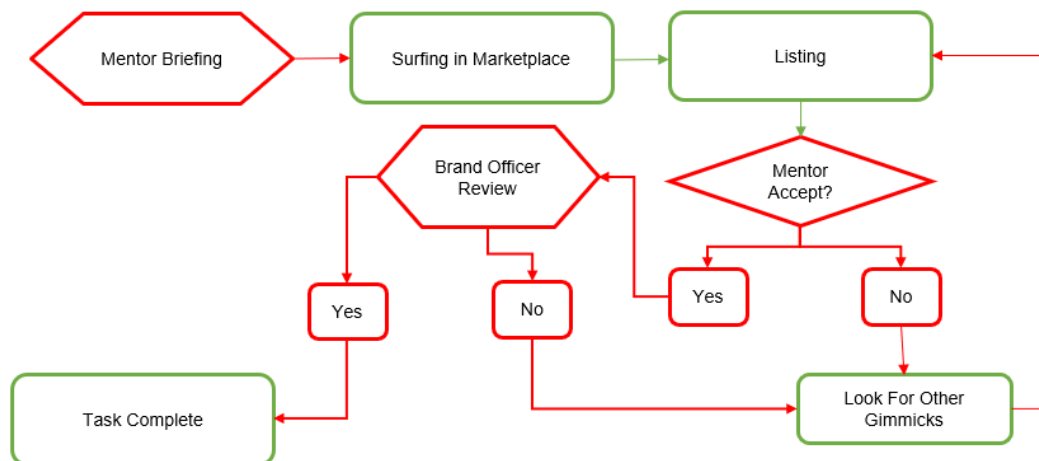 Mentor Briefing
Surfing in Marketplace
Listing
Brand Officer
Review
Mentor
Accept?
Yes
No
Yes
No
Task Complete
Look For Other
Gimmicks